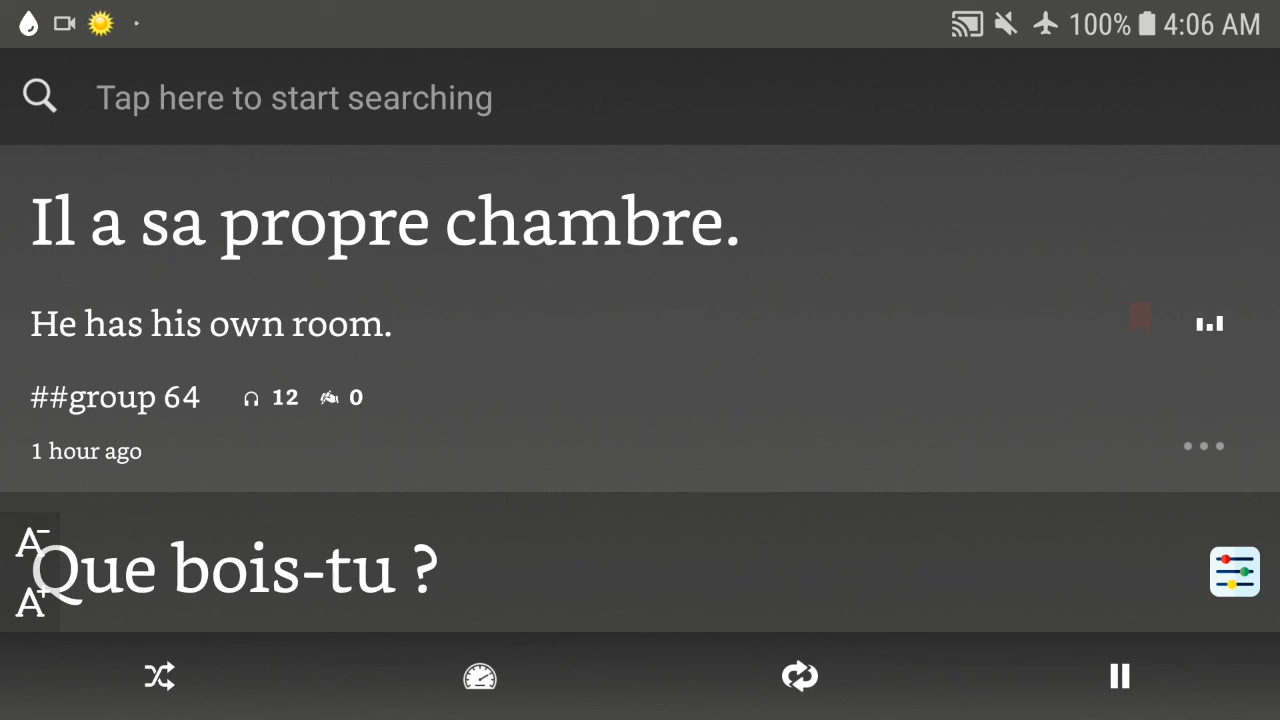 100% 4:06 AM
Tap here to start searching
Il a sa propre chambre.
He has his own room.
##group 64 12 0
1 hour ago
A-
Que bois-tu ?
A+